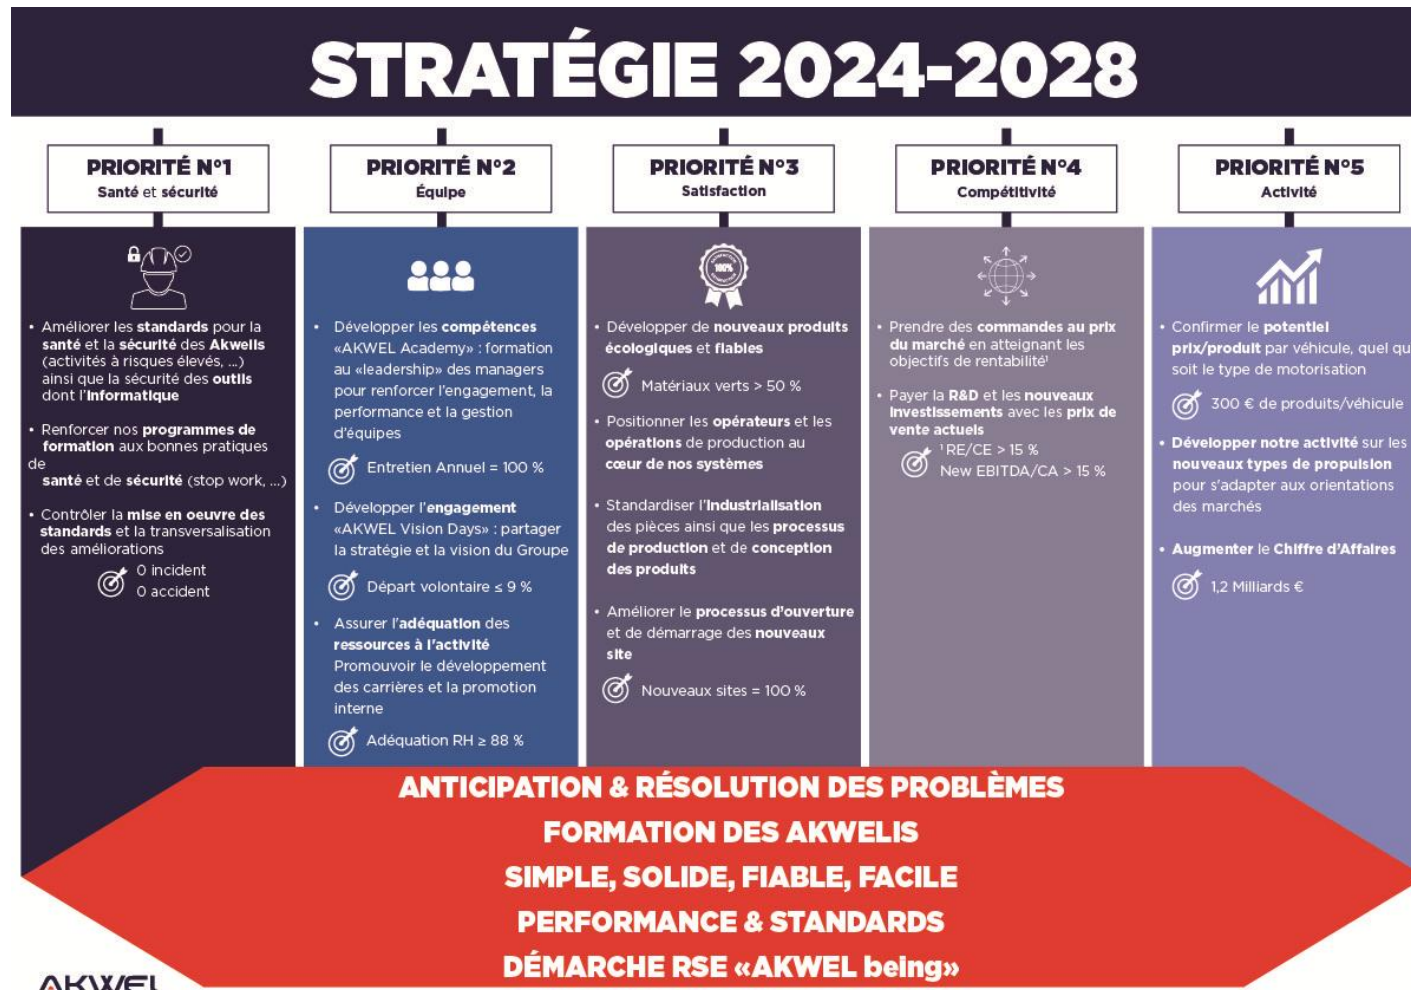 STRATÉGIE 2024-2028
PRIORITÉ N°1
Santé et sécurité
• Améliorer les standards pour la
santé et la sécurité des Akwelis
(activités à risques élevés, ...)
ainsi que la sécurité des outils
dont l'informatique
• Renforcer nos programmes de
formation aux bonnes pratiques
de
santé et de sécurité (stop work, ...)
• Contrôler la mise en oeuvre des
standards et la transversalisation
des améliorations
0 incident
0 accident
PRIORITÉ N°2
Équipe
• Développer les compétences
«AKWEL Academy» : formation
au «leadership» des managers
pour renforcer l'engagement, la
performance et la gestion
d'équipes
Entretien Annuel = 100 %
• Développer l'engagement
«AKWEL Vision Days» : partager
la stratégie et la vision du Groupe
Départ volontaire ≤ 9 %
• Assurer l'adéquation des
ressources à l'activité
Promouvoir le développement
des carrières et la promotion
interne
Adéquation RH ≥ 88 %
PRIORITÉ N°3
Satisfaction
100%
• Développer de nouveaux produits
écologiques et fiables
Matériaux verts > 50 %
• Positionner les opérateurs et les
opérations de production au
cœur de nos systèmes
• Standardiser l'industrialisation
des pièces ainsi que les processus
de production et de conception
des produits
• Améliorer le processus d'ouverture
et de démarrage des nouveaux
site
Nouveaux sites = 100 %
PRIORITÉ N°4
Compétitivité
• Prendre des commandes au prix
du marché en atteignant les
objectifs de rentabilité¹
• Payer la R&D et les nouveaux
investissements avec les prix de
vente actuels
¹ RE/CE > 15 %
New EBITDA/CA > 15 %
PRIORITÉ N°5
Activité
• Confirmer le potentiel
prix/produit par véhicule, quel qu
soit le type de motorisation
300 € de produits/véhicule
• Développer notre activité sur les
nouveaux types de propulsion
pour s'adapter aux orientations
des marchés
• Augmenter le Chiffre d'Affaires
1,2 Milliards €
ANTICIPATION & RÉSOLUTION DES PROBLÈMES
FORMATION DES AKWELIS
SIMPLE, SOLIDE, FIABLE, FACILE
PERFORMANCE & STANDARDS
DÉMARCHE RSE «AKWEL being»
AKWEL